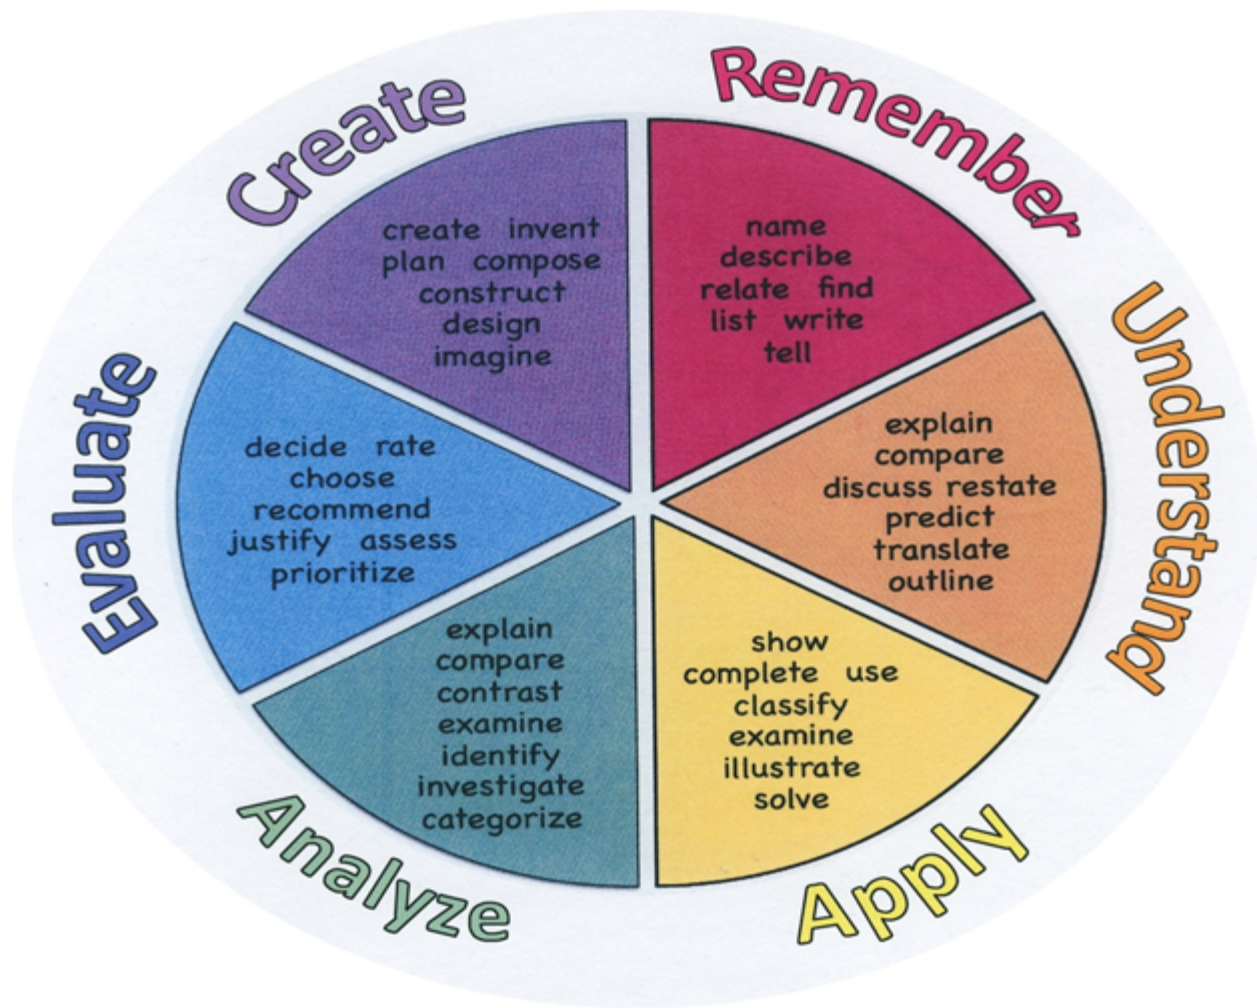 Remember
name
describe
relate find
list write
tell
Understand
explain
compare
discuss restate
predict
translate
outline
Apply
show
complete use
classify
examine
illustrate
solve
Analyze
explain
compare
contrast
examine
identify
investigate
categorize
Evaluate
decide rate
choose
recommend
justify assess
prioritize
Create
create invent
plan compose
construct
design
imagine